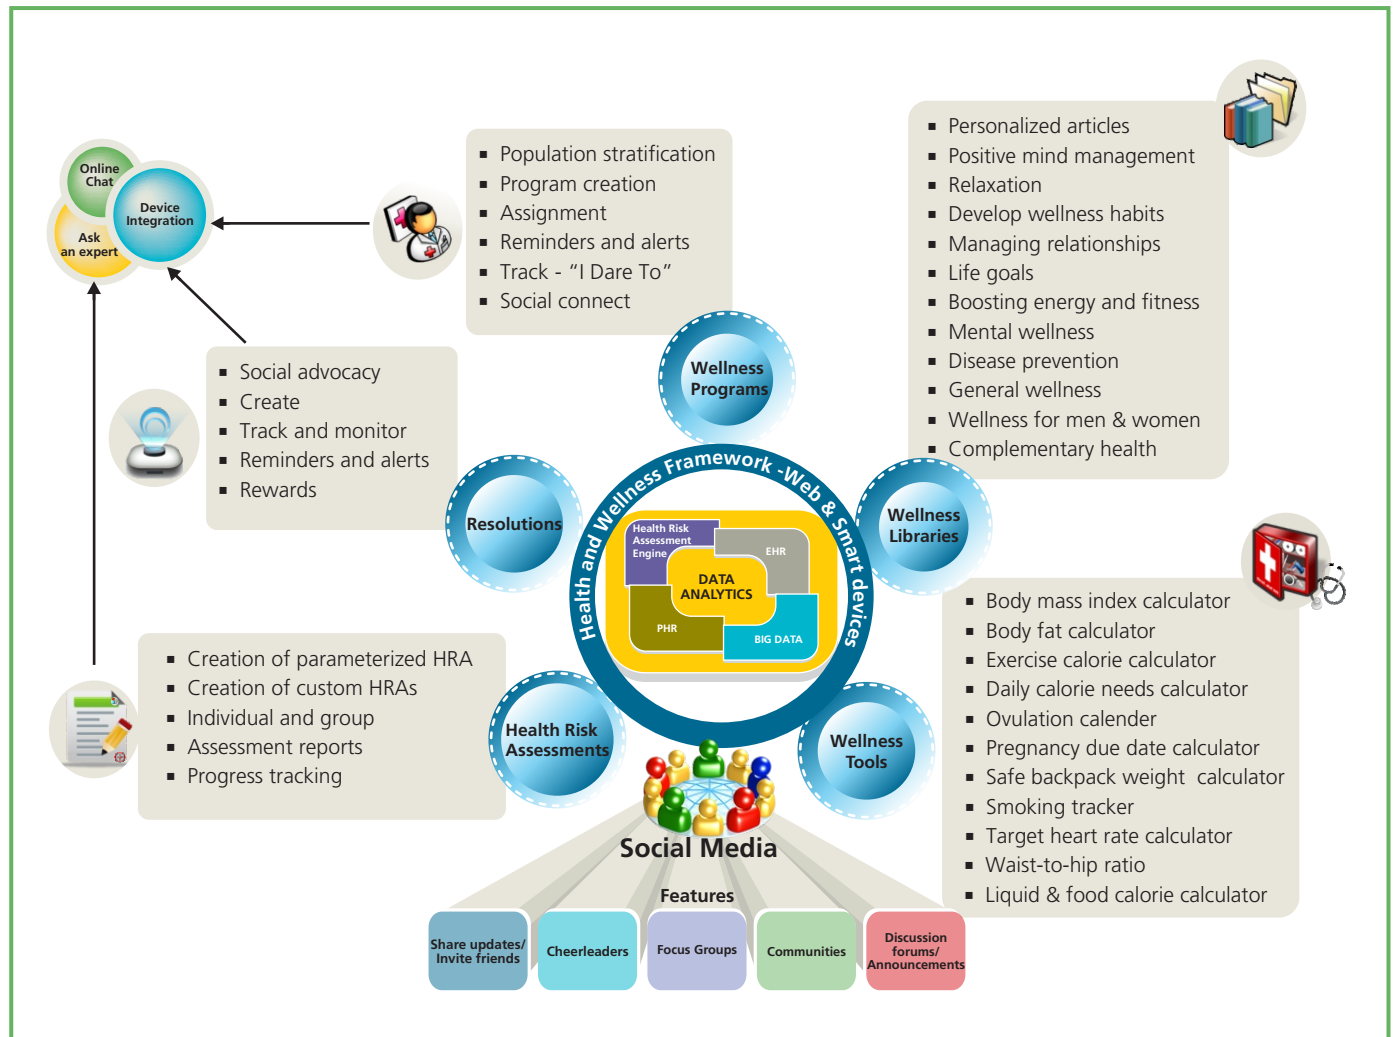 Online
Chat
Device
Integration
Ask
an expert
▪ Population stratification
▪ Program creation
▪ Assignment
▪ Reminders and alerts
▪ Track - “I Dare To”
▪ Social connect
▪ Personalized articles
▪ Positive mind management
▪ Relaxation
▪ Develop wellness habits
▪ Managing relationships
▪ Life goals
▪ Boosting energy and fitness
▪ Mental wellness
▪ Disease prevention
▪ General wellness
▪ Wellness for men & women
▪ Complementary health
▪ Social advocacy
▪ Create
▪ Track and monitor
▪ Reminders and alerts
▪ Rewards
Wellness
Programs
Resolutions
Wellness
Libraries
Health and Wellness Framework -Web & Smart devices
Health Risk
Assessment
Engine
EHR
DATA
ANALYTICS
PHR
BIG DATA
▪ Creation of parameterized HRA
▪ Creation of custom HRAs
▪ Individual and group
▪ Assessment reports
▪ Progress tracking
Health Risk
Assessments
Wellness
Tools
▪ Body mass index calculator
▪ Body fat calculator
▪ Exercise calorie calculator
▪ Daily calorie needs calculator
▪ Ovulation calender
▪ Pregnancy due date calculator
▪ Safe backpack weight calculator
▪ Smoking tracker
▪ Target heart rate calculator
▪ Waist-to-hip ratio
▪ Liquid & food calorie calculator
Social Media
Features
Share updates/
Invite friends
Cheerleaders
Focus Groups
Communities
Discussion
forums/
Announcements